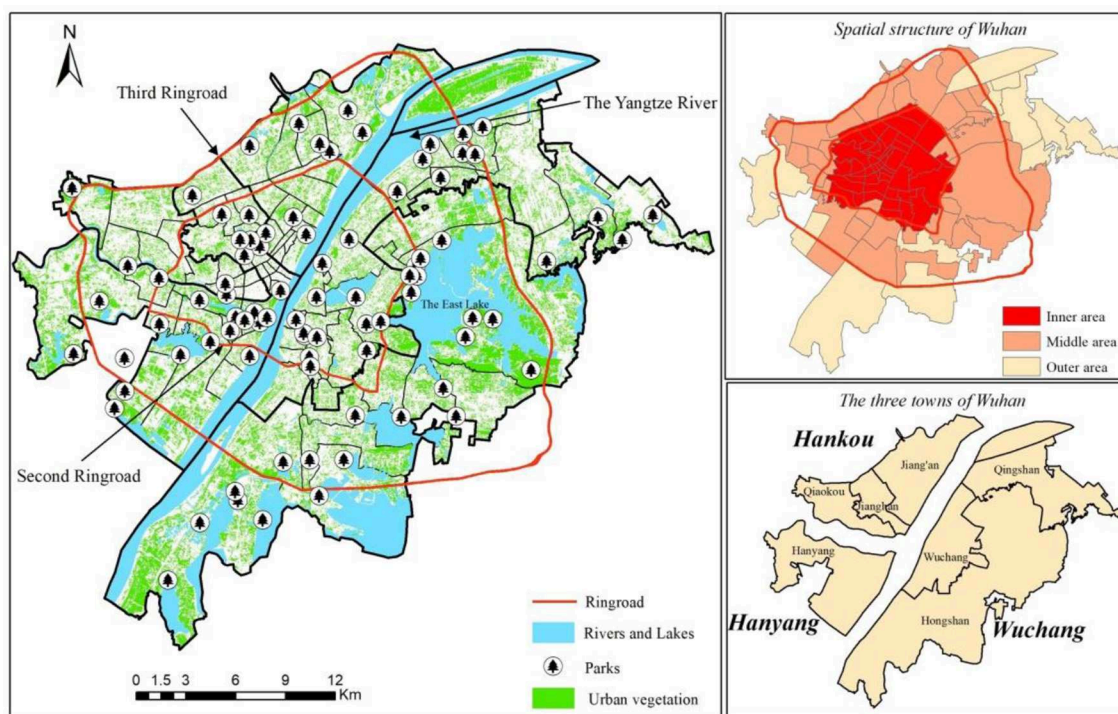 N
Third Ringroad
The Yangtze River
The East Lake
Second Ringroad
Ringroad
Rivers and Lakes
Parks
Urban vegetation
0 1.5 3 6 9 12
Km
Spatial structure of Wuhan
Inner area
Middle area
Outer area
The three towns of Wuhan
Hankou
Jiang'an
Qingshan
Qiaokou
Jianghan
Hanyang
Wuchang
Hongshan
Hanyang
Wuchang